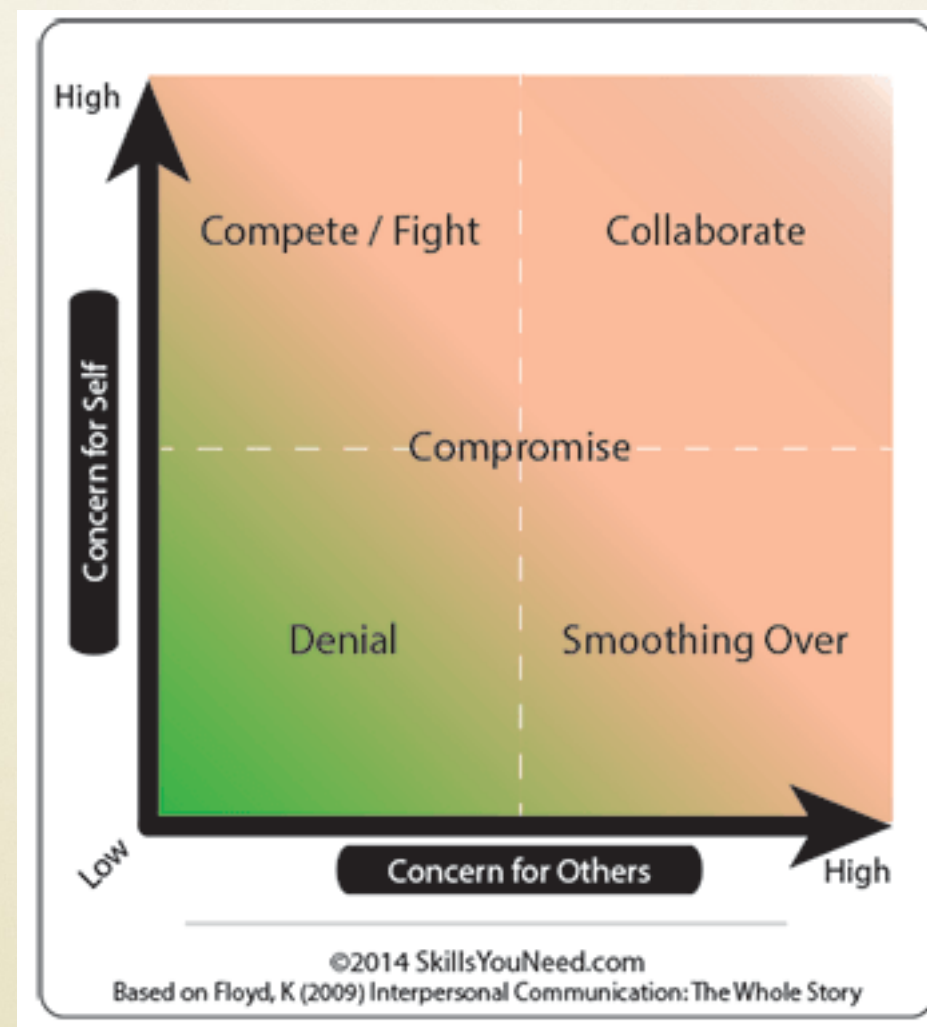 High
Compete / Fight
Collaborate
Concern for Self
Compromise
Denial
Smoothing Over
Low
Concern for Others
High
©2014 SkillsYouNeed.com
Based on Floyd, K (2009) Interpersonal Communication: The Whole Story